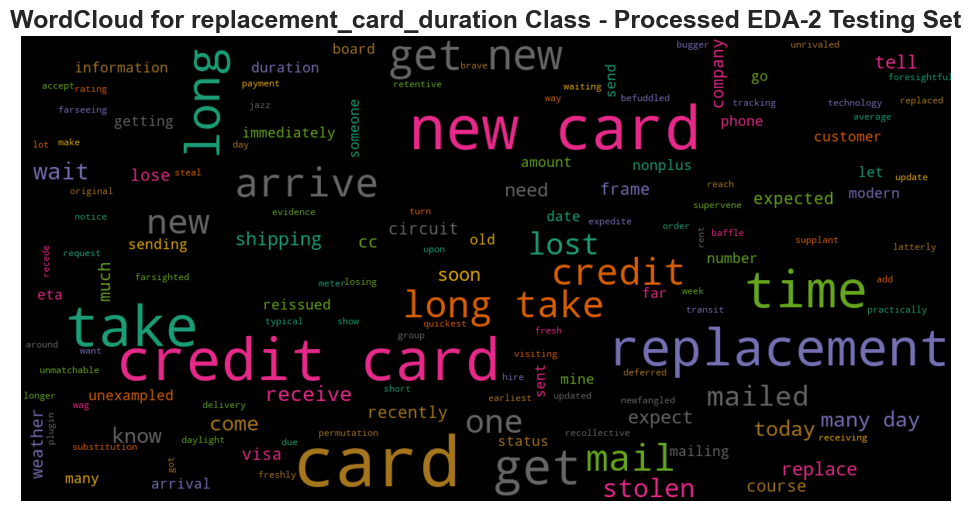 WordCloud for replacement_card_duration Class - Processed EDA-2 Testing Set
board
get new
bugger
unrivaled
information
long
duration
brave
send
company
tell
go
foresightful
accept
rating
payment
retentive
waiting
way
befuddled
tracking
technology
replaced
farseeing
jazz
someone
new card
phone
average
getting
immediately
customer
lot
make
day
wait
lose
steal
arrive
amount
nonplus
let
update
original
need
frame
reach
expected
modern
notice
new
evidence
turn
date
expedite
supervene
order
rent
baffle
supplant
latterly
recede
request
sending
shipping
cc
circuit
old
upon
lost
number
farsighted
soon
credit
time
eta
much
meter
losing
far
week
add
reissued
long take
transit
practically
take
typical
show
quickest
fresh
around
want
credit card
group
visiting
replacement
unmatchable
hire
mine
deferred
longer
wag
unexampled
receive
short
earliest
sent
updated
newfangled
mailed
weather
plugin
delivery
come
recently
one
expect
today
many day
know
daylight
due
permutation
status
recollective
receiving
substitution
got
visa
card
get
mail
mailing
replace
many
arrival
freshly
stolen
course